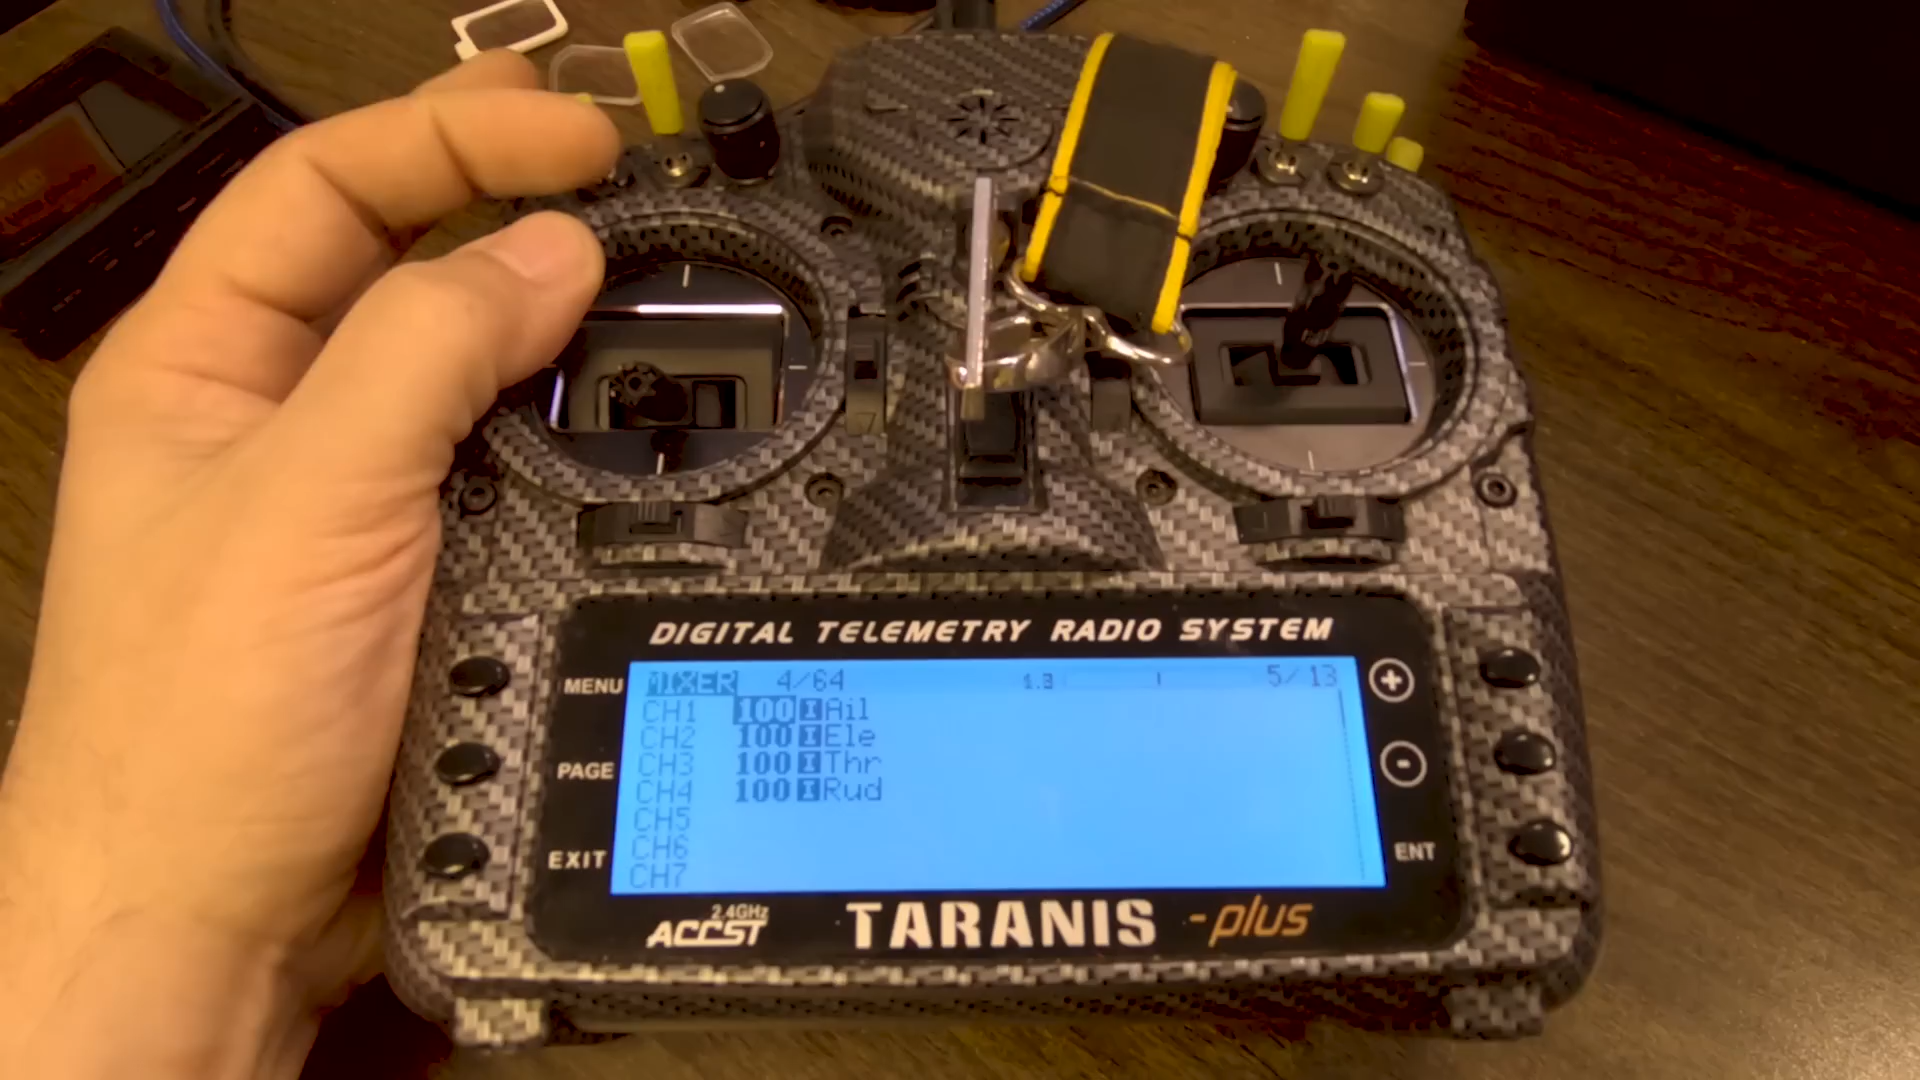 DIGITAL TELEMETRY RADIO SYSTEM
MENU
PAGE
EXIT
MIXER 4/64 5/13
CH1 100 I Ail
CH2 100 I Ele
CH3 100 I Thr
CH4 100 I Rud
CH5
CH6
CH7
+
-
ENT
2.4GHz
ACCST
TARANIS -plus